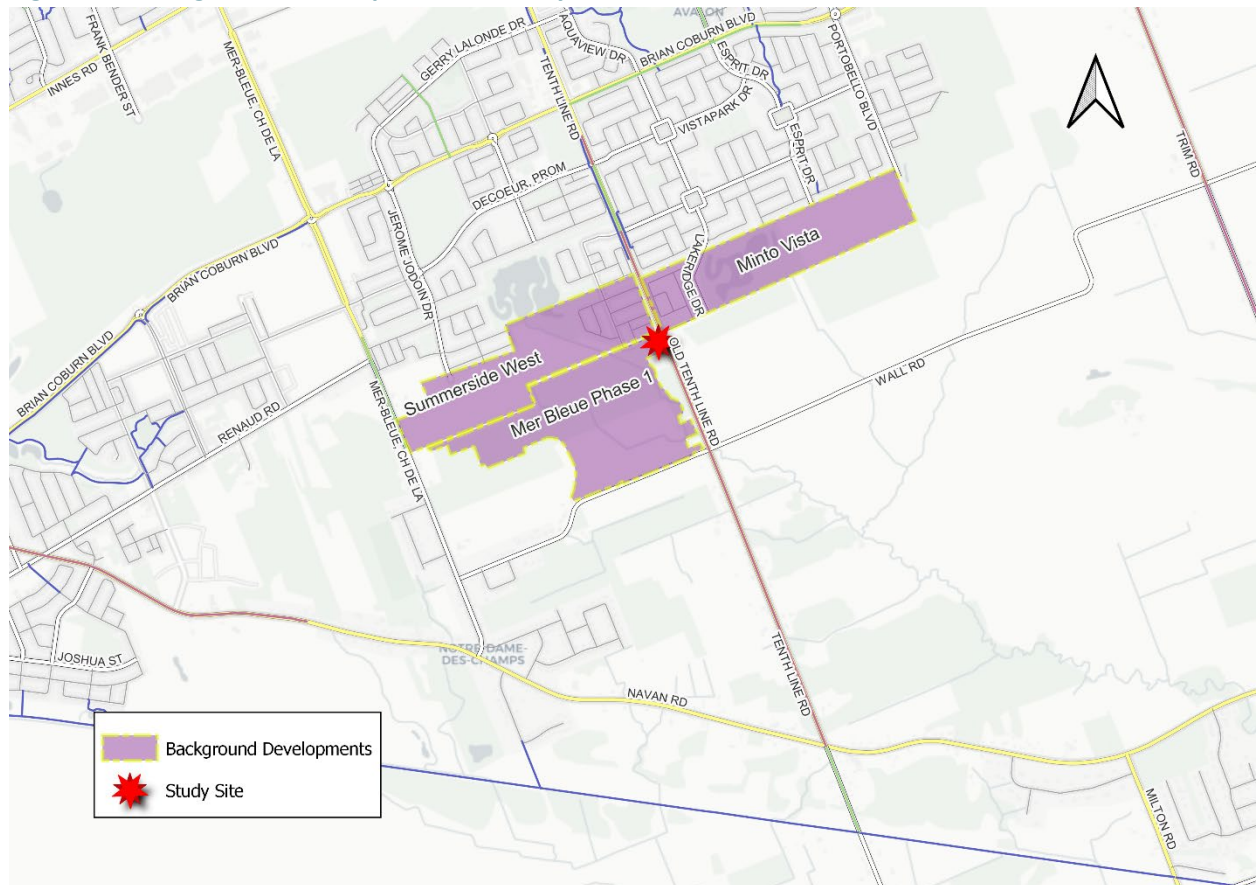 AVALON
FRANK BENDER ST
INNES RD
MER-BLEUE, CH DE LA
GERRY LALONDE DR
TENTH LINE RD
AQUAVIEW DR
ESPRIT DR
BRIAN COBURN BLVD
PORTOBELLO BLVD
VISTAPARK DR
ESPRIT DR
TRIM RD
DECOEUR, PROM
JEROME JODOIN DR
LAKERIDGE DR
Minto Vista
BRIAN COBURN BLVD
BRIAN COBURN BLVD
RENAUD RD
MER-BLEUE, CH DE LA
Summerside West
Mer Bleue Phase 1
OLD TENTH LINE RD
WALL RD
JOSHUA ST
NOTRE-DAME-
DES-CHAMPS
NAVAN RD
TENTH LINE RD
MILTON RD
Background Developments
Study Site